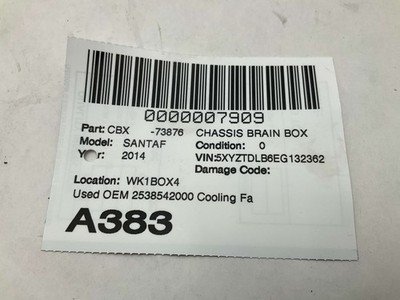 0000007909
Part: CBX -73876 CHASSIS BRAIN BOX
Model: SANTAF Condition: 0
Year: 2014 VIN:5XYZTDLB6EG132362
Damage Code:
Location: WK1BOX4
Used OEM 2538542000 Cooling Fa
A383